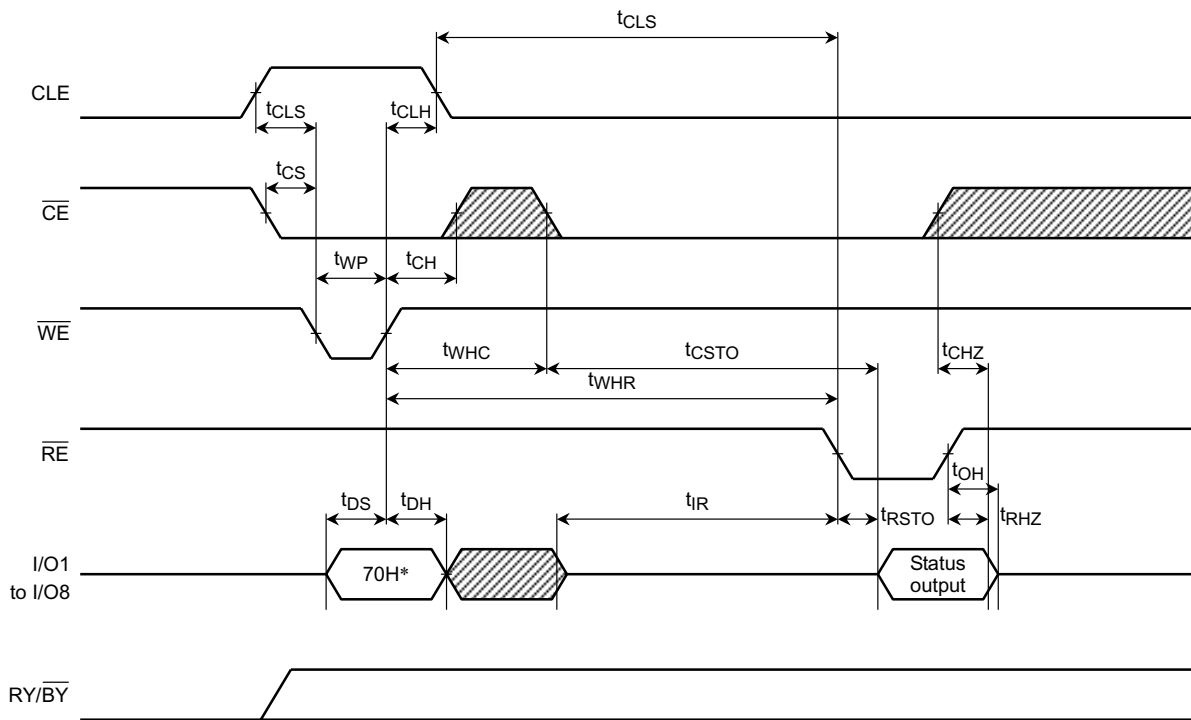 tCLS
CLE
tCLS
tCLH
tCS
CE
tWP
tCH
WE
tWHC
tCSTO
tCHZ
tWHR
RE
tOH
tDS
tDH
tIR
tRSTO
tRHZ
I/O1
to I/O8
70H*
Status
output
RY/BY